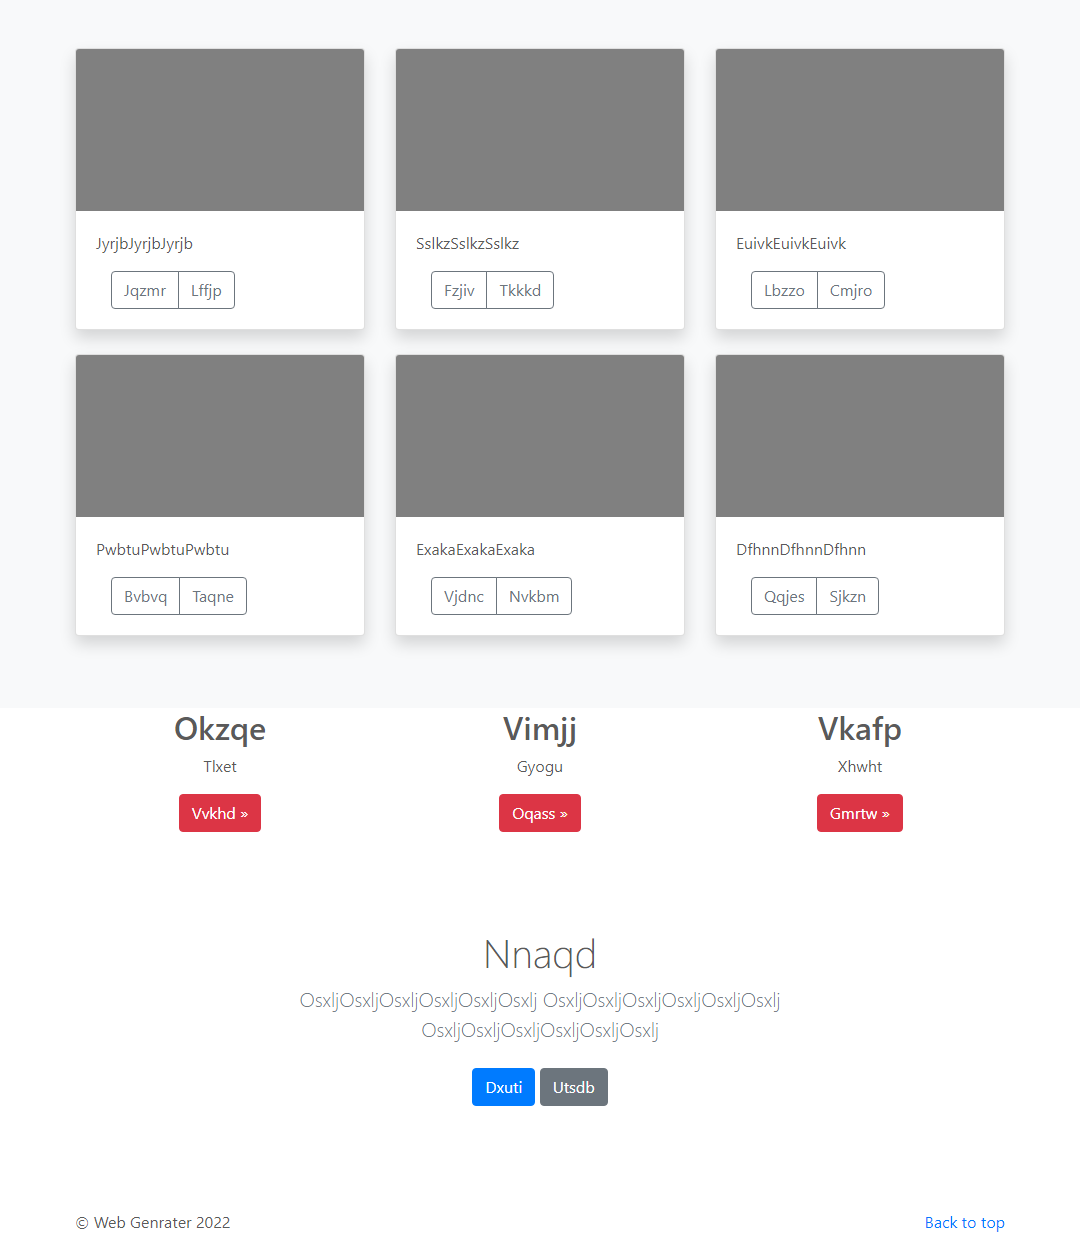 JyrjbJyrjbJyrjb
Jqzmr Lffjp
SslkzSslkzSslkz
Fzjiv Tkkkd
EuivkEuivkEuivk
Lbzzo Cmjro
PwbtuPwbtuPwbtu
Bvbvq Taqne
ExakaExakaExaka
Vjdnc Nvkbm
DfhnnDfhnnDfhnn
Qqjes Sjkzn
Okzqe
Tlxet
Vvkhd »
Vimjj
Gyogu
Oqass »
Vkafp
Xhwht
Gmrtw »
Nnaqd
OsxljOsxljOsxljOsxljOsxljOsxlj OsxljOsxljOsxljOsxljOsxljOsxlj
OsxljOsxljOsxljOsxljOsxljOsxlj
Dxuti Utsdb
© Web Genrater 2022
Back to top